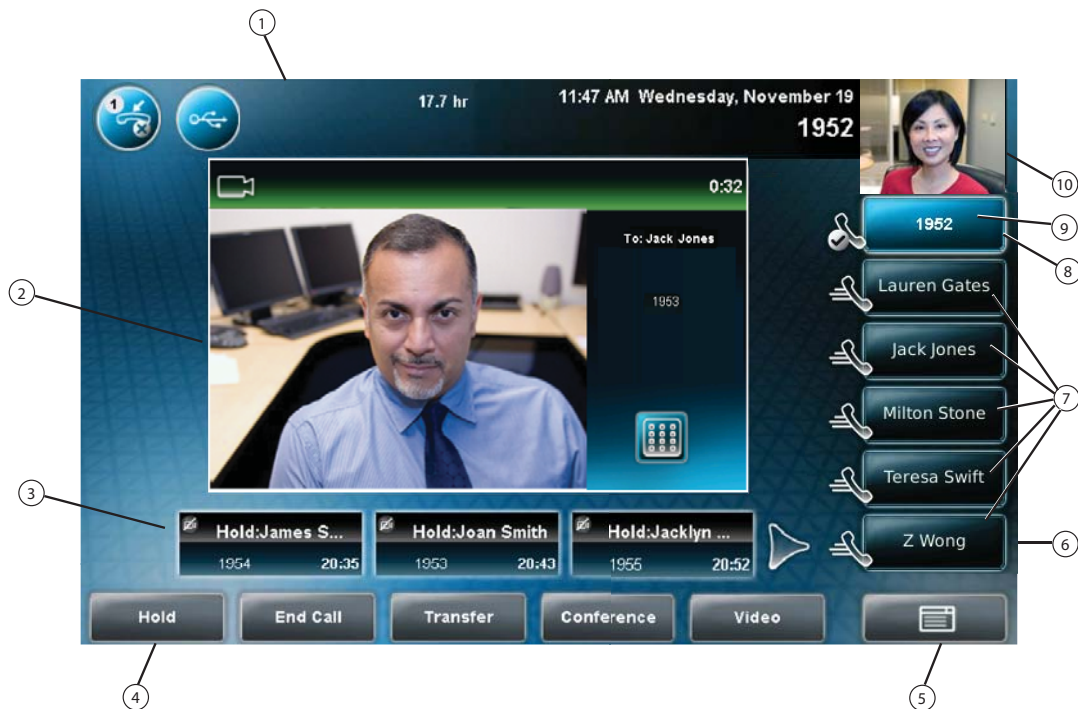 1
1
17.7 hr
11:47 AM Wednesday, November 19
1952
10
0:32
1952
9
8
To: Jack Jones
1953
2
Lauren Gates
Jack Jones
7
Milton Stone
Teresa Swift
3
Hold:James S...
1954 20:35
Hold:Joan Smith
1953 20:43
Hold:Jacklyn ...
1955 20:52
Z Wong
6
Hold
End Call
Transfer
Conference
Video
4
5